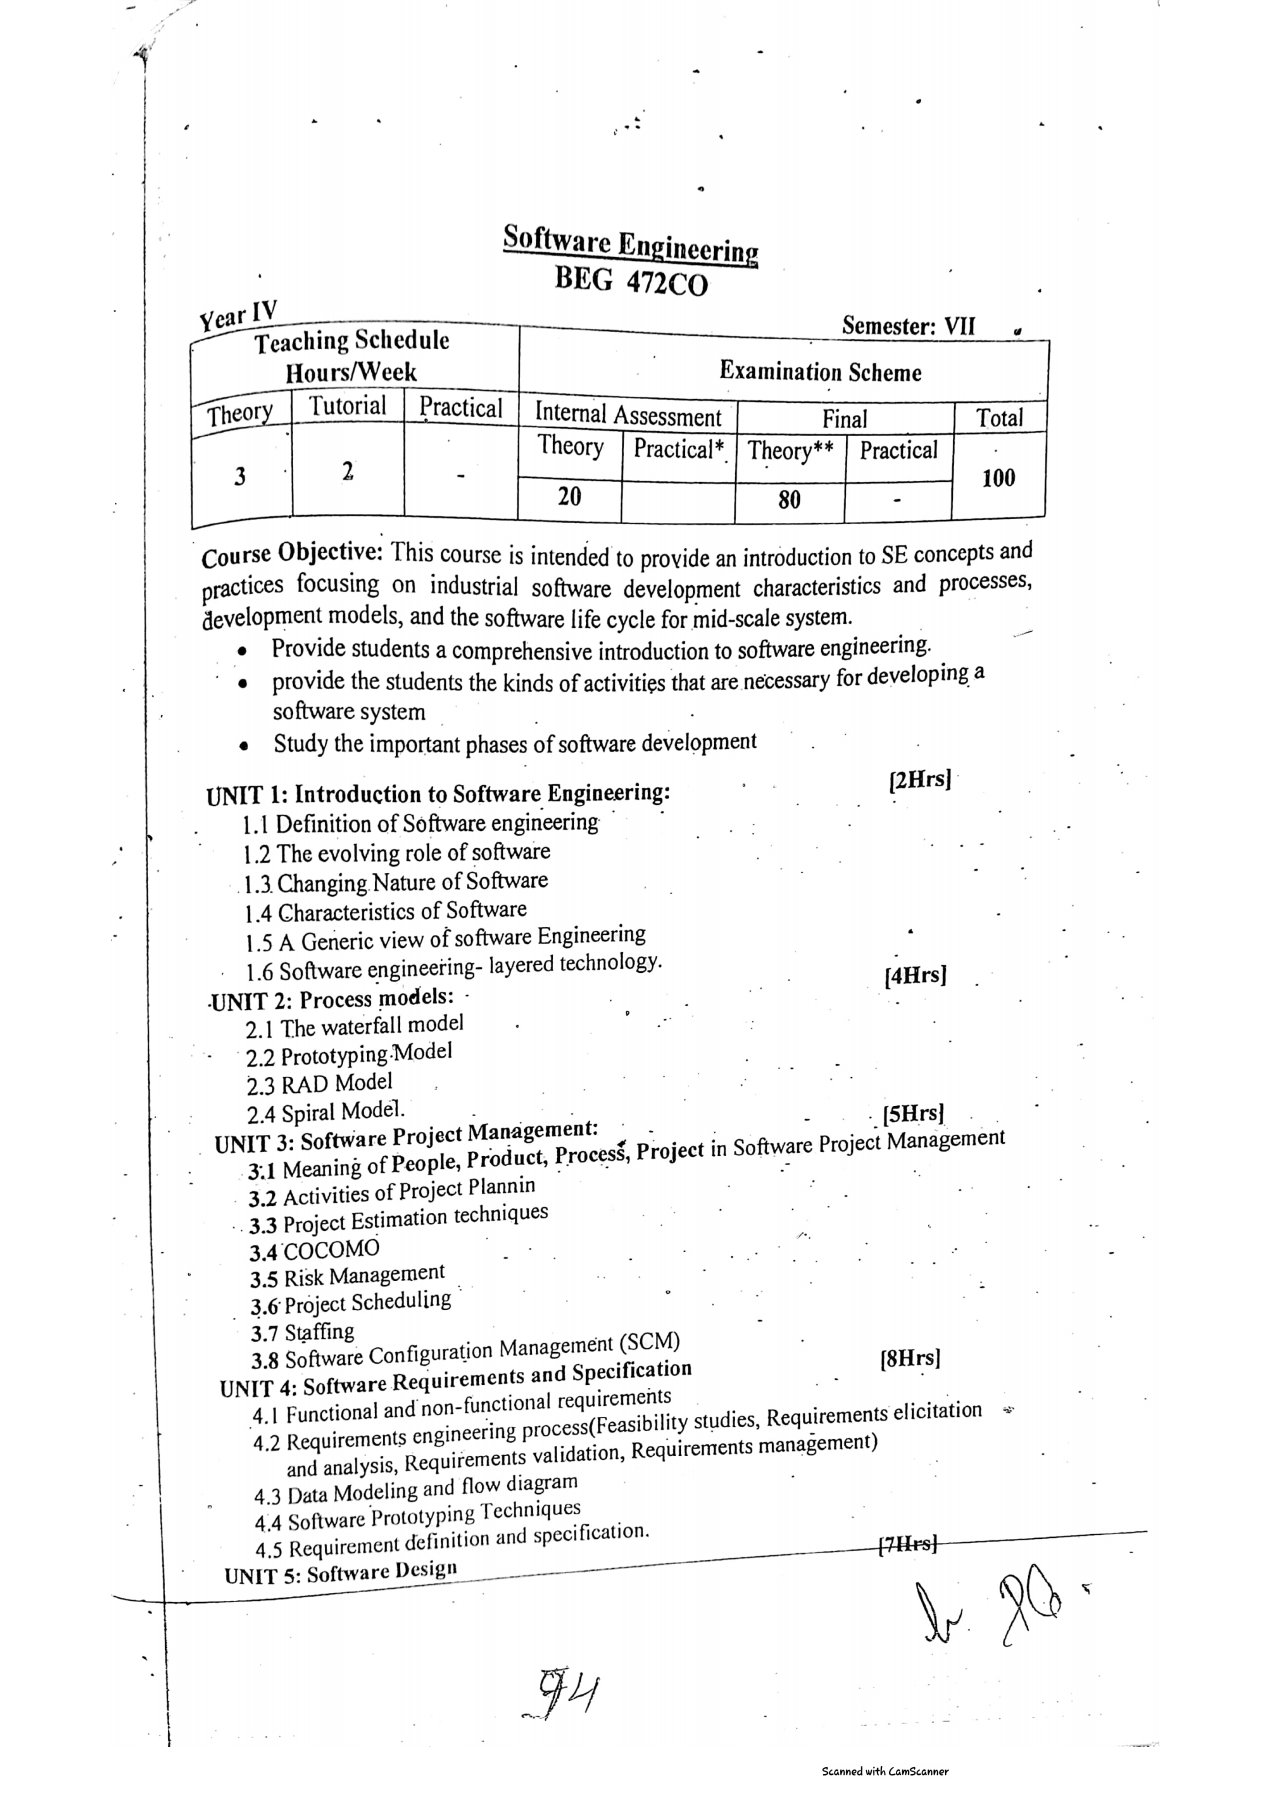 Software Engineering
BEG 472CO
Year IV
Semester: VII
Teaching Schedule
Hours/Week
Examination Scheme
Theory Tutorial Practical Internal Assessment Final Total
Theory Practical* Theory** Practical
3 2 - 100
20 80 -
Course Objective: This course is intended to provide an introduction to SE concepts and
practices focusing on industrial software development characteristics and processes,
development models, and the software life cycle for mid-scale system.
• Provide students a comprehensive introduction to software engineering.
• provide the students the kinds of activities that are necessary for developing a
software system
• Study the important phases of software development
UNIT 1: Introduction to Software Engineering: [2Hrs]
1.1 Definition of Software engineering
1.2 The evolving role of software
1.3 Changing Nature of Software
1.4 Characteristics of Software
1.5 A Generic view of software Engineering
1.6 Software engineering- layered technology.
UNIT 2: Process models: [4Hrs]
2.1 The waterfall model
2.2 Prototyping Model
2.3 RAD Model
2.4 Spiral Model.
UNIT 3: Software Project Management: [5Hrs]
3.1 Meaning of People, Product, Process, Project in Software Project Management
3.2 Activities of Project Plannin
3.3 Project Estimation techniques
3.4 COCOMO
3.5 Risk Management
3.6 Project Scheduling
3.7 Staffing
3.8 Software Configuration Management (SCM)
UNIT 4: Software Requirements and Specification [8Hrs]
4.1 Functional and non-functional requirements
4.2 Requirements engineering process(Feasibility studies, Requirements elicitation
and analysis, Requirements validation, Requirements management)
4.3 Data Modeling and flow diagram
4.4 Software Prototyping Techniques
4.5 Requirement definition and specification.
UNIT 5: Software Design [7Hrs]
94
Scanned with CamScanner